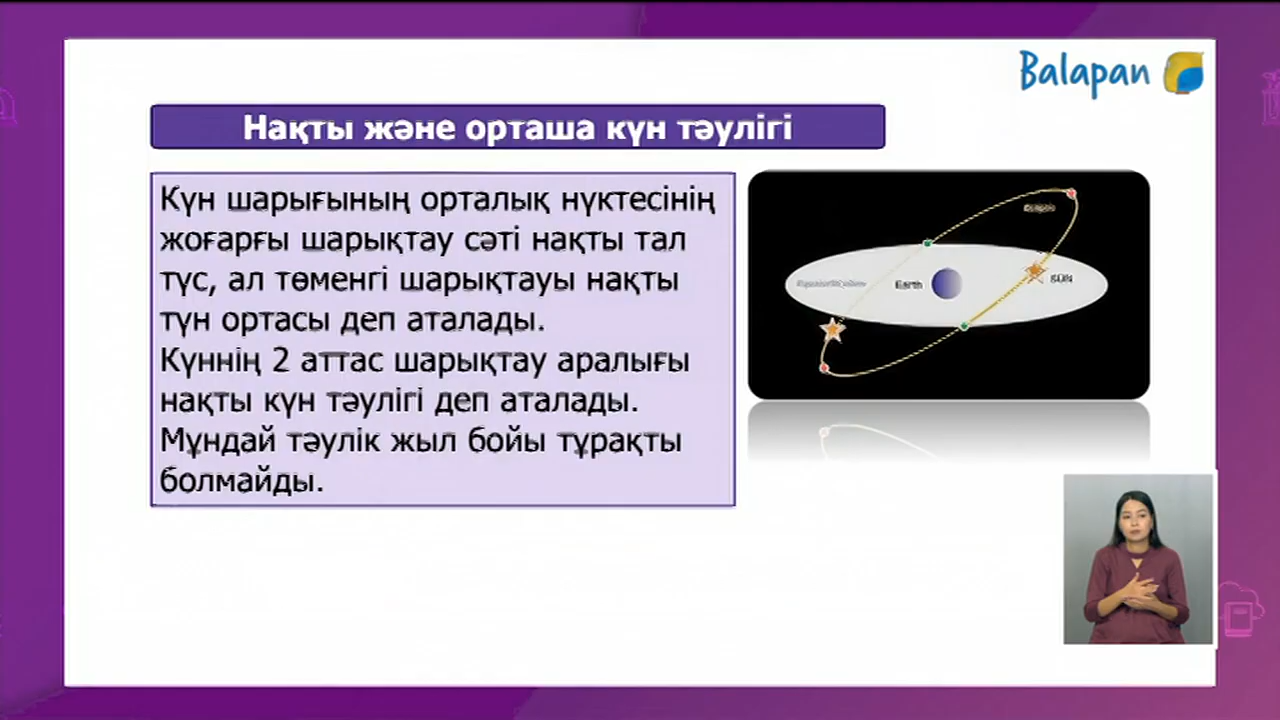 Balapan
Нақты және орташа күн тәулігі
Күн шарығының орталық нүктесінің
жоғарғы шарықтау сәті нақты тал
түс, ал төменгі шарықтауы нақты
түн ортасы деп аталады.
Күннің 2 аттас шарықтау аралығы
нақты күн тәулігі деп аталады.
Мұндай тәулік жыл бойы тұрақты
болмайды.
Earth
SUN